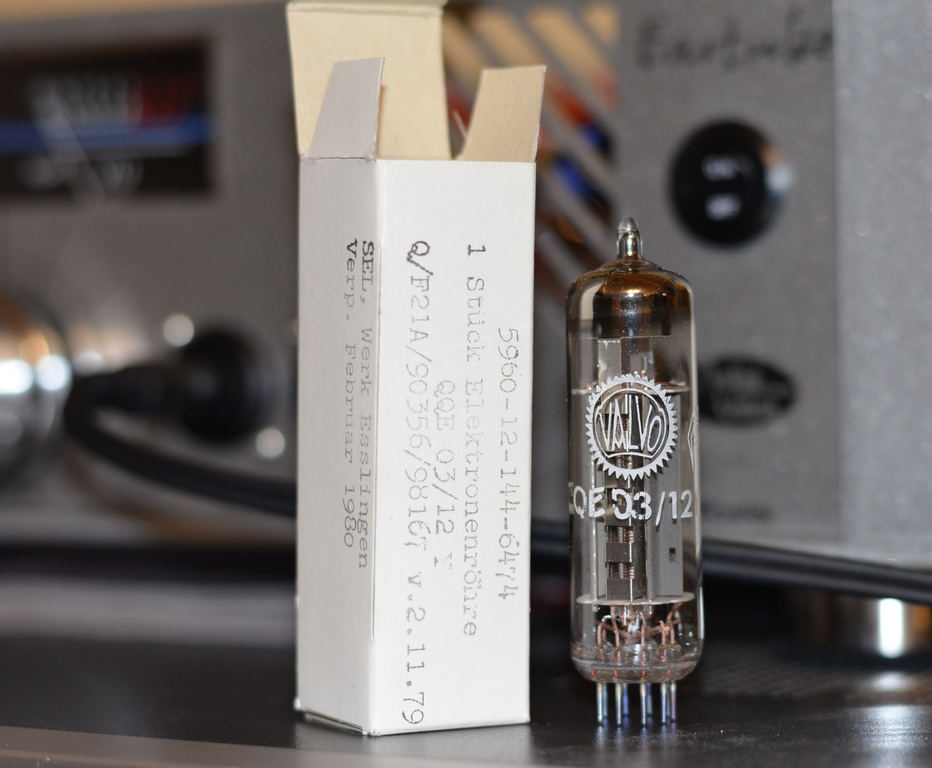 5960-12-144-6474
1 Stück Elektronenröhre
QQE 03/12
Q/F21A/90356/98167 v.2.11.79
SEL, Werk Esslingen
Verp. Februar 1980
VALVO
QE 03/12